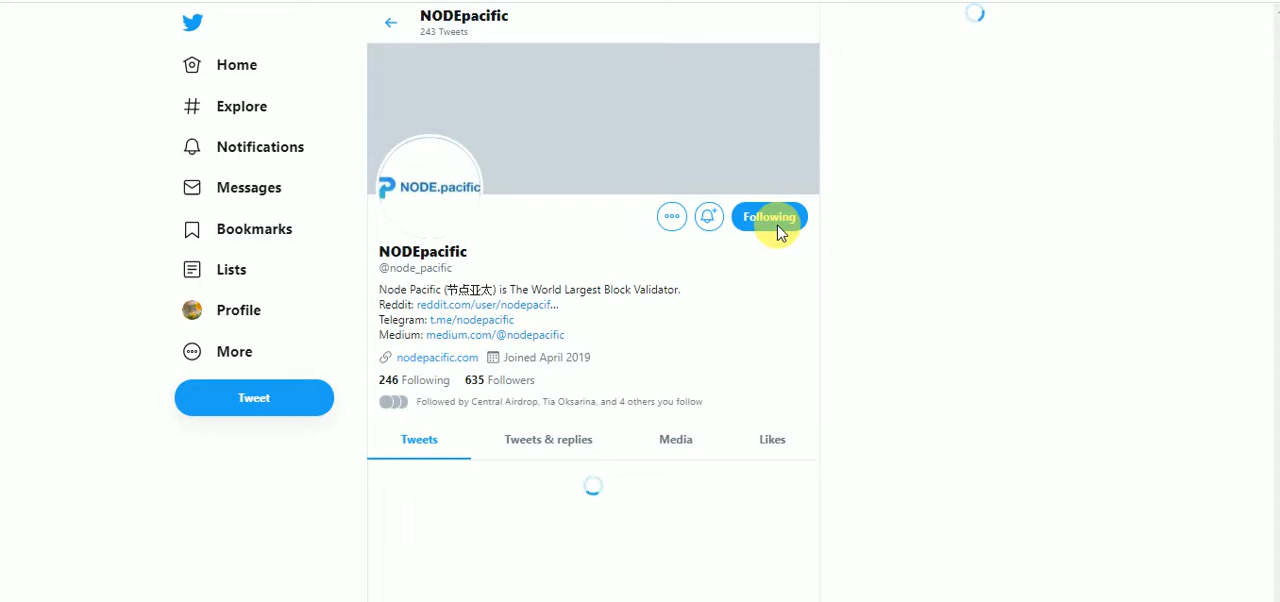 NODEpacific
243 Tweets
Home
Explore
Notifications
Messages
Bookmarks
Lists
Profile
More
Tweet
NODE.pacific
Following
NODEpacific
@node_pacific
Node Pacific (节点亚太) is The World Largest Block Validator.
Reddit: reddit.com/user/nodepacif...
Telegram: t.me/nodepacific
Medium: medium.com/@nodepacific
nodepacific.com Joined April 2019
246 Following 635 Followers
Followed by Central Airdrop, Tia Oksarina, and 4 others you follow
Tweets Tweets & replies Media Likes